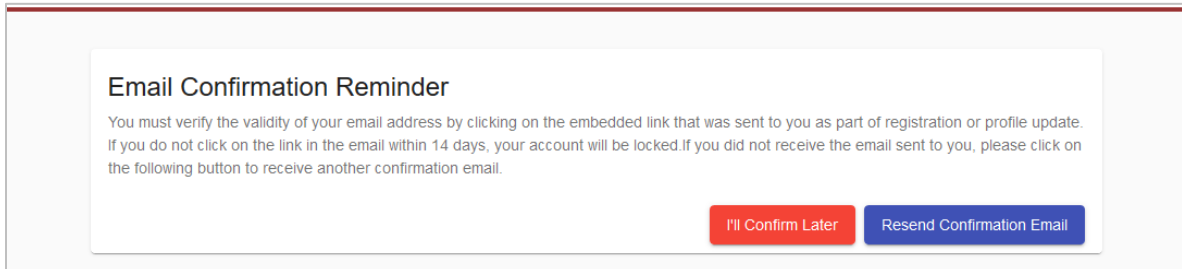 Email Confirmation Reminder
You must verify the validity of your email address by clicking on the embedded link that was sent to you as part of registration or profile update.
If you do not click on the link in the email within 14 days, your account will be locked.If you did not receive the email sent to you, please click on
the following button to receive another confirmation email.
I'll Confirm Later Resend Confirmation Email